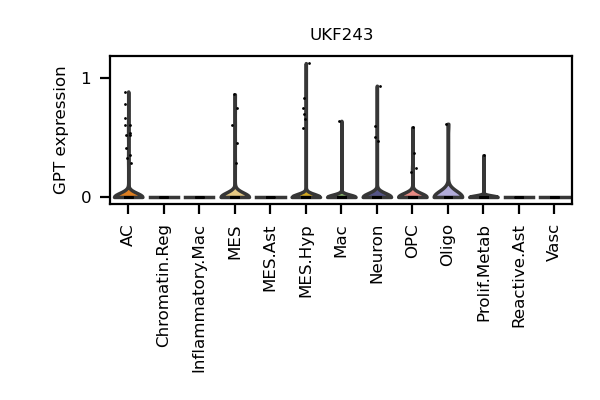 UKF243
GPT expression
1
0
AC
Chromatin.Reg
Inflammatory.Mac
MES
MES.Ast
MES.Hyp
Mac
Neuron
OPC
Oligo
Prolif.Metab
Reactive.Ast
Vasc